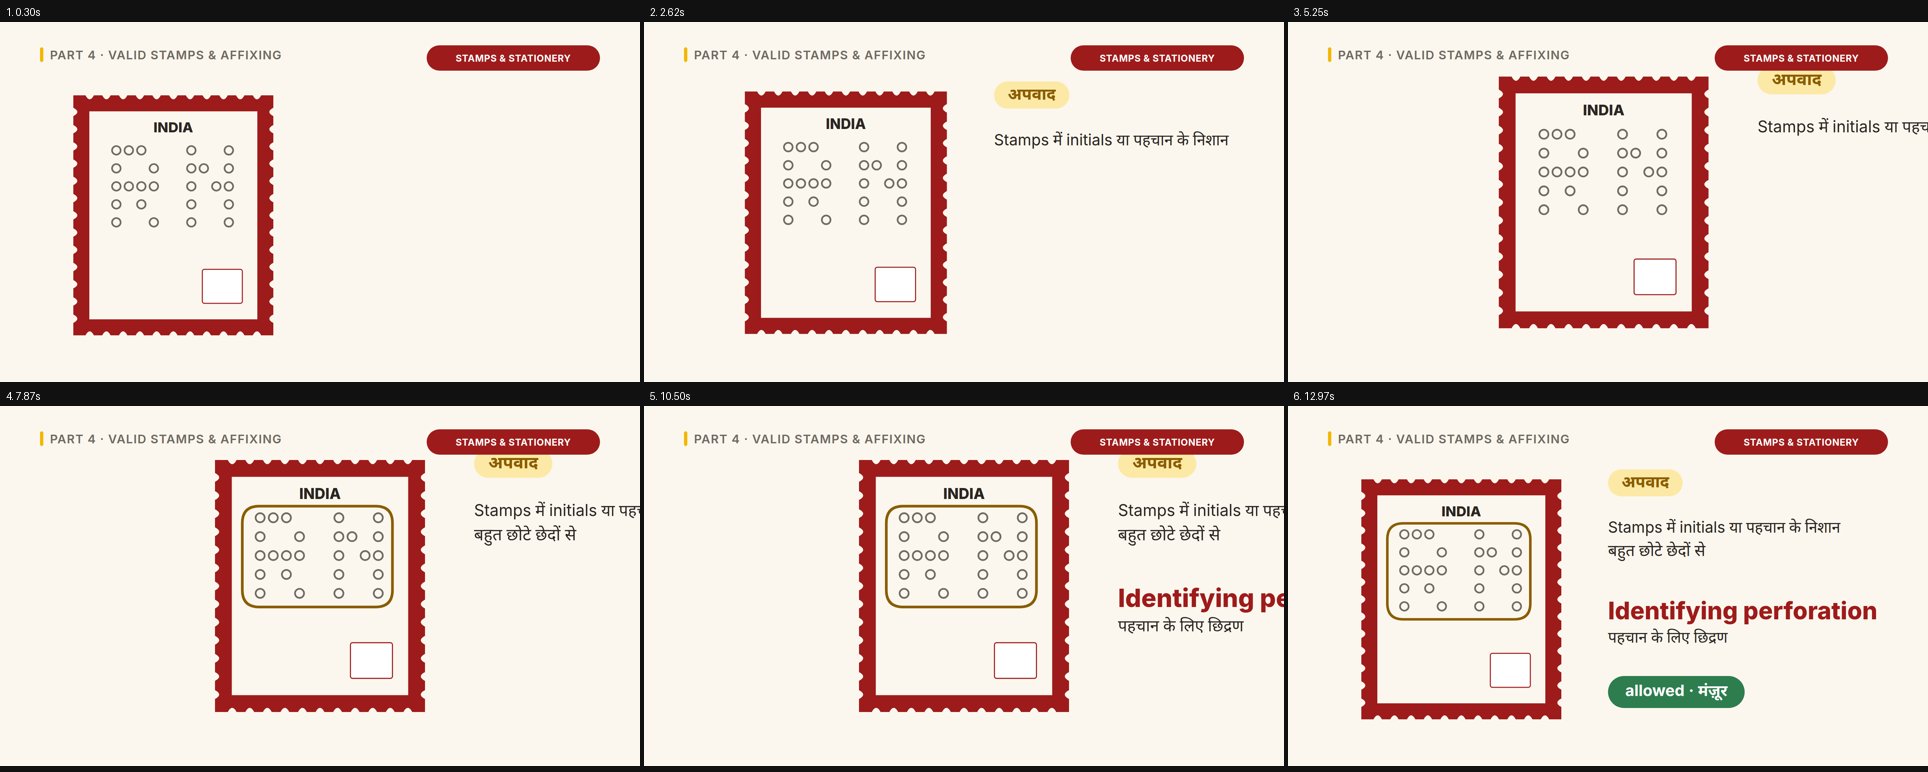 1. 0.30s
PART 4 · VALID STAMPS & AFFIXING
STAMPS & STATIONERY
INDIA
2. 2.62s
PART 4 · VALID STAMPS & AFFIXING
STAMPS & STATIONERY
INDIA
अपवाद
Stamps में initials या पहचान के निशान
3. 5.25s
PART 4 · VALID STAMPS & AFFIXING
STAMPS & STATIONERY
INDIA
अपवाद
Stamps में initials या
4. 7.87s
PART 4 · VALID STAMPS & AFFIXING
STAMPS & STATIONERY
INDIA
अपवाद
Stamps में initials या
बहुत छोटे छेदों से
5. 10.50s
PART 4 · VALID STAMPS & AFFIXING
STAMPS & STATIONERY
INDIA
अपवाद
Stamps में initials या
बहुत छोटे छेदों से
Identifying
पहचान के लिए छिद्रण
6. 12.97s
PART 4 · VALID STAMPS & AFFIXING
STAMPS & STATIONERY
INDIA
अपवाद
Stamps में initials या पहचान के निशान
बहुत छोटे छेदों से
Identifying perforation
पहचान के लिए छिद्रण
allowed · मंज़ूर